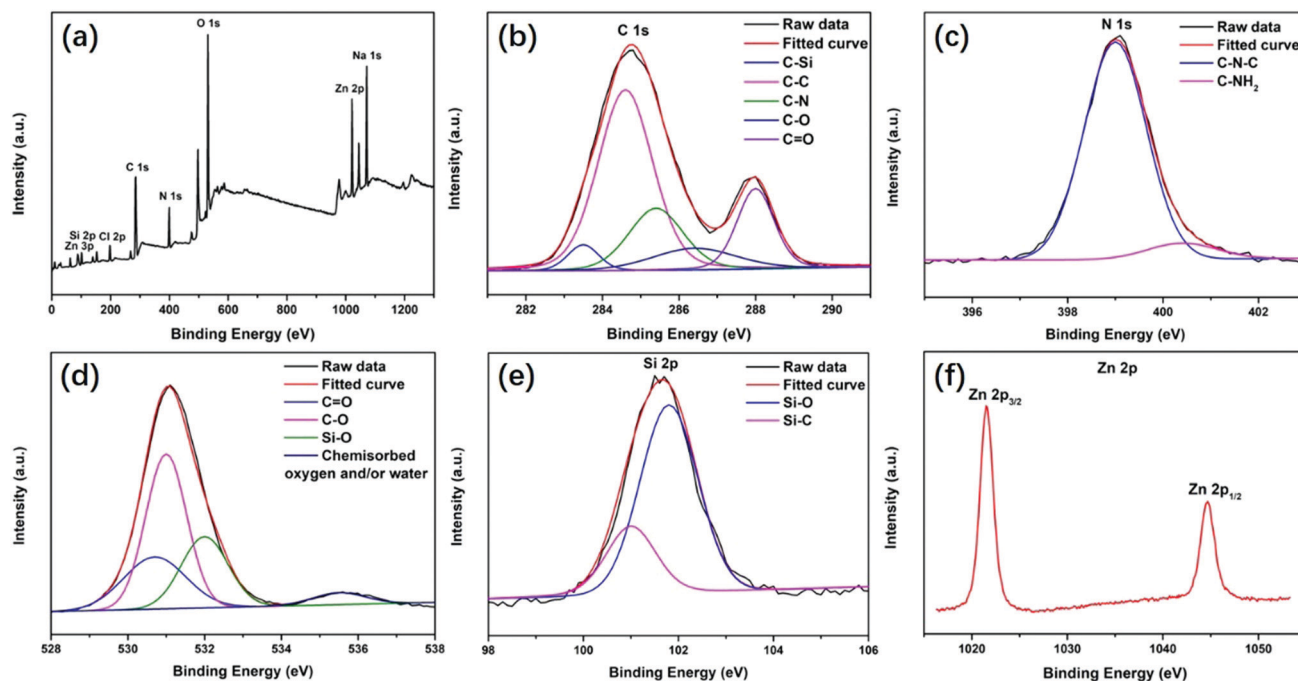 (a)
O 1s
Na 1s
Zn 2p
C 1s
N 1s
Si 2p
Cl 2p
Zn 3p
Intensity (a.u.)
0 200 400 600 800 1000 1200
Binding Energy (eV)
(b)
C 1s
Raw data
Fitted curve
C-Si
C-C
C-N
C-O
C=O
Intensity (a.u.)
282 284 286 288 290
Binding Energy (eV)
(c)
N 1s
Raw data
Fitted curve
C-N-C
C-NH₂
Intensity (a.u.)
396 398 400 402
Binding Energy (eV)
(d)
Raw data
Fitted curve
C=O
C-O
Si-O
Chemisorbed
oxygen and/or water
Intensity (a.u.)
528 530 532 534 536 538
Binding Energy (eV)
(e)
Si 2p
Raw data
Fitted curve
Si-O
Si-C
Intensity (a.u.)
98 100 102 104 106
Binding Energy (eV)
(f)
Zn 2p
Zn 2p₃/₂
Zn 2p₁/₂
Intensity (a.u.)
1020 1030 1040 1050
Binding Energy (eV)